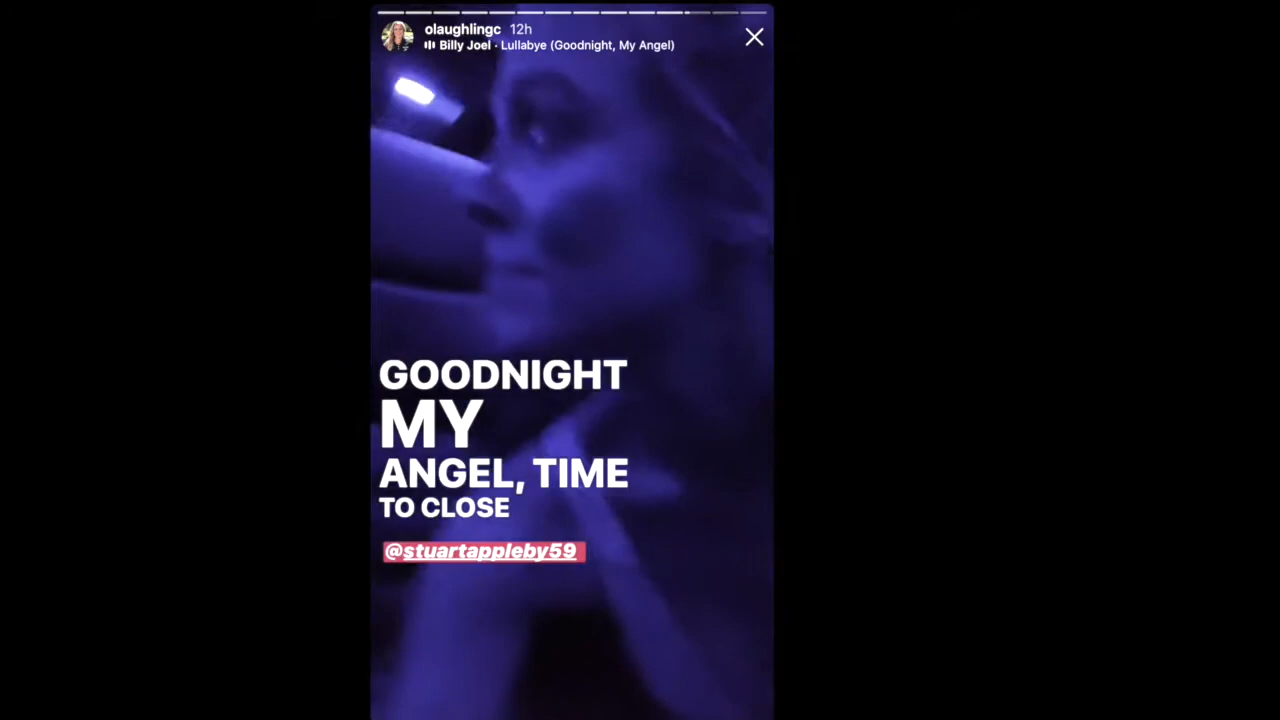 olaughlingc 12h
Billy Joel · Lullabye (Goodnight, My Angel)
GOODNIGHT
MY
ANGEL, TIME
TO CLOSE
@stuartappleby59